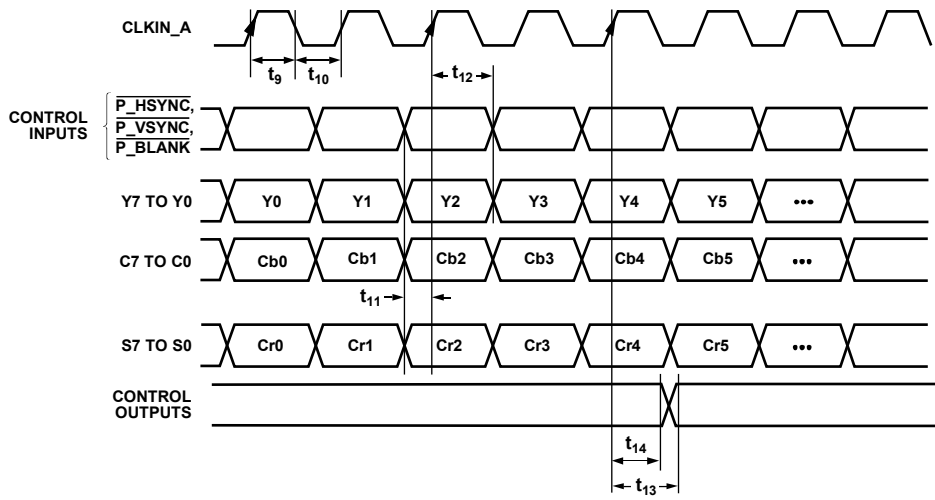 CLKIN_A
t9
t10
t12
CONTROL
INPUTS
P_HSYNC,
P_VSYNC,
P_BLANK
Y7 TO Y0
Y0
Y1
Y2
Y3
Y4
Y5
•••
C7 TO C0
Cb0
Cb1
Cb2
Cb3
Cb4
Cb5
•••
t11
S7 TO S0
Cr0
Cr1
Cr2
Cr3
Cr4
Cr5
•••
CONTROL
OUTPUTS
t14
t13